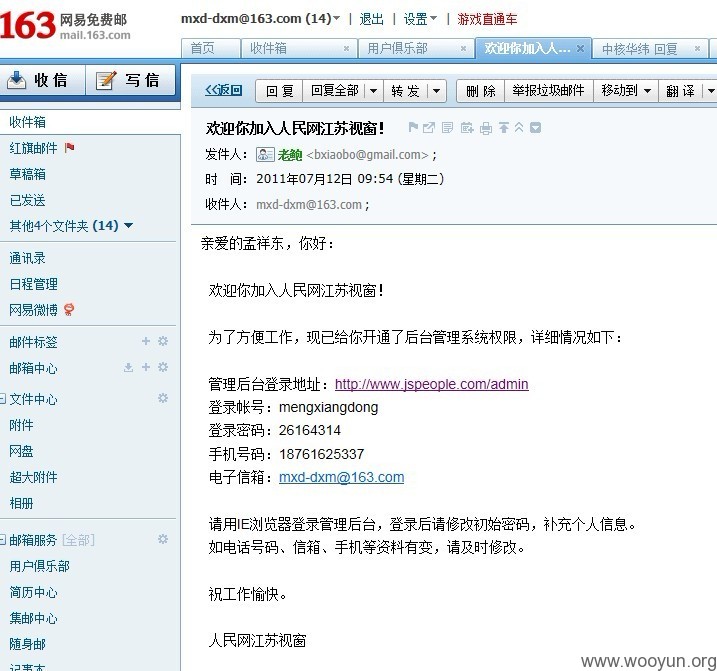 163 网易免费邮
mail.163.com
mxd-dxm@163.com (14) | 退出 | 设置 | 游戏直通车
首页 收件箱 × 用户俱乐部 × 欢迎你加入人... × 中核华纬 回复 ×
收 信 写 信
<<返回 回 复 回复全部 转 发 删 除 举报垃圾邮件 移动到 翻 译
收件箱
红旗邮件
草稿箱
已发送
其他4个文件夹 (14)
通讯录
日程管理
网易微博
邮件标签
邮箱中心
文件中心
附件
网盘
超大附件
相册
邮箱服务 [全部]
用户俱乐部
简历中心
集邮中心
随身邮
记事本
欢迎你加入人民网江苏视窗!
发件人: 老鲍 <bxiaobo@gmail.com> ;
时 间: 2011年07月12日 09:54 (星期二)
收件人: mxd-dxm@163.com ;
亲爱的孟祥东，你好：
欢迎你加入人民网江苏视窗!
为了方便工作，现已给你开通了后台管理系统权限，详细情况如下：
管理后台登录地址：http://www.jspeople.com/admin
登录帐号：mengxiangdong
登录密码：26164314
手机号码：18761625337
电子信箱：mxd-dxm@163.com
请用IE浏览器登录管理后台，登录后请修改初始密码，补充个人信息。
如电话号码、信箱、手机等资料有变，请及时修改。
祝工作愉快。
人民网江苏视窗
www.wooyun.org